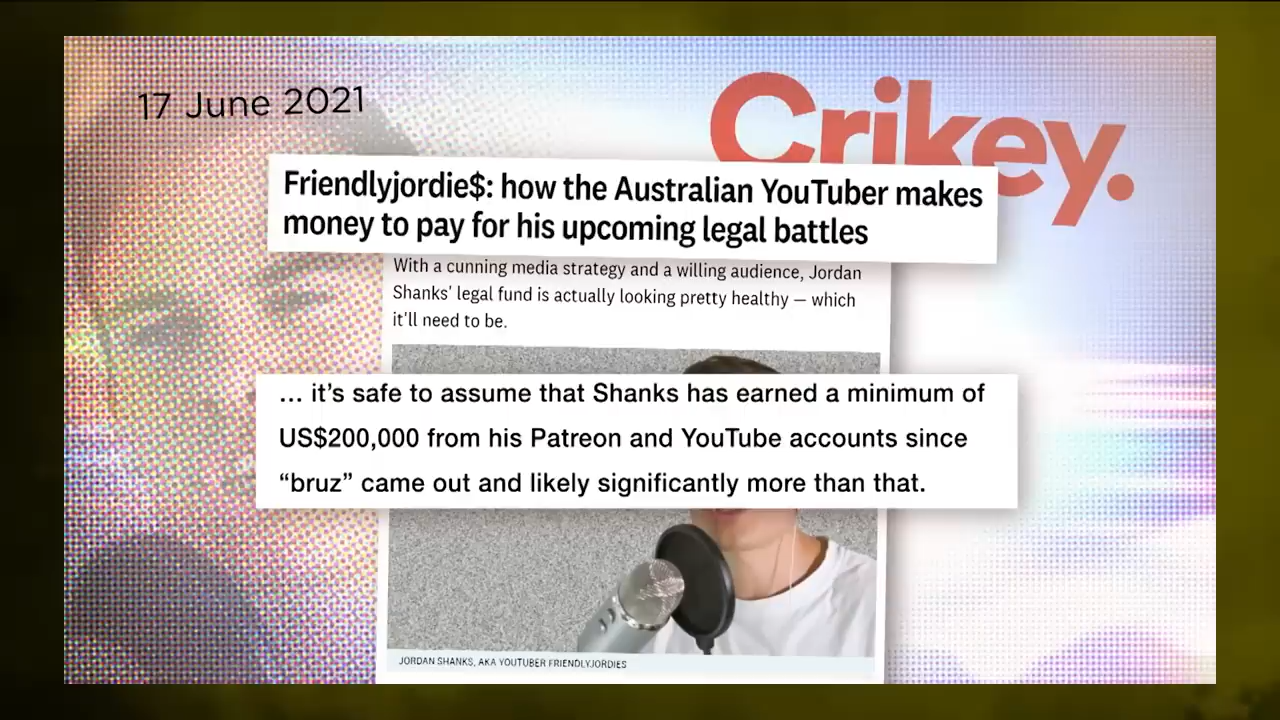 17 June 2021
Crikey.
Friendlyjordie$: how the Australian YouTuber makes
money to pay for his upcoming legal battles
With a cunning media strategy and a willing audience, Jordan
Shanks' legal fund is actually looking pretty healthy — which
it'll need to be.
... it's safe to assume that Shanks has earned a minimum of
US$200,000 from his Patreon and YouTube accounts since
“bruz” came out and likely significantly more than that.
JORDAN SHANKS, AKA YOUTUBER FRIENDLYJORDIES